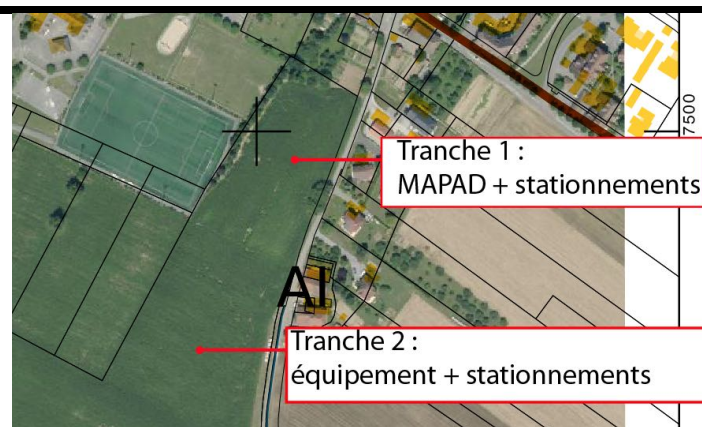 Tranche 1 :
MAPAD + stationnements
7500
AI
Tranche 2 :
équipement + stationnements